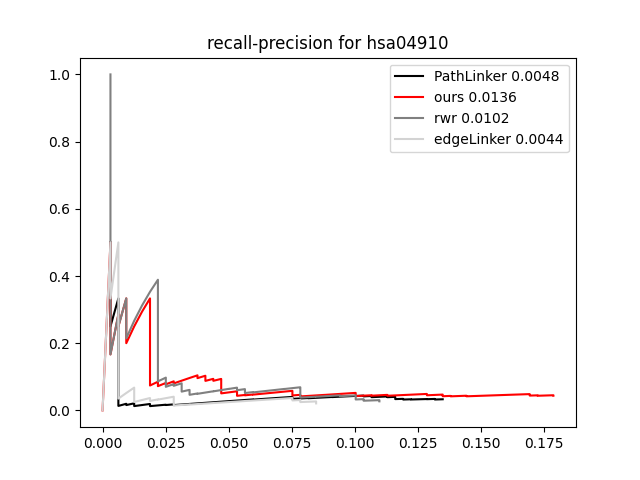 recall-precision for hsa04910
PathLinker 0.0048
ours 0.0136
rwr 0.0102
edgeLinker 0.0044
1.0
0.8
0.6
0.4
0.2
0.0
0.000 0.025 0.050 0.075 0.100 0.125 0.150 0.175